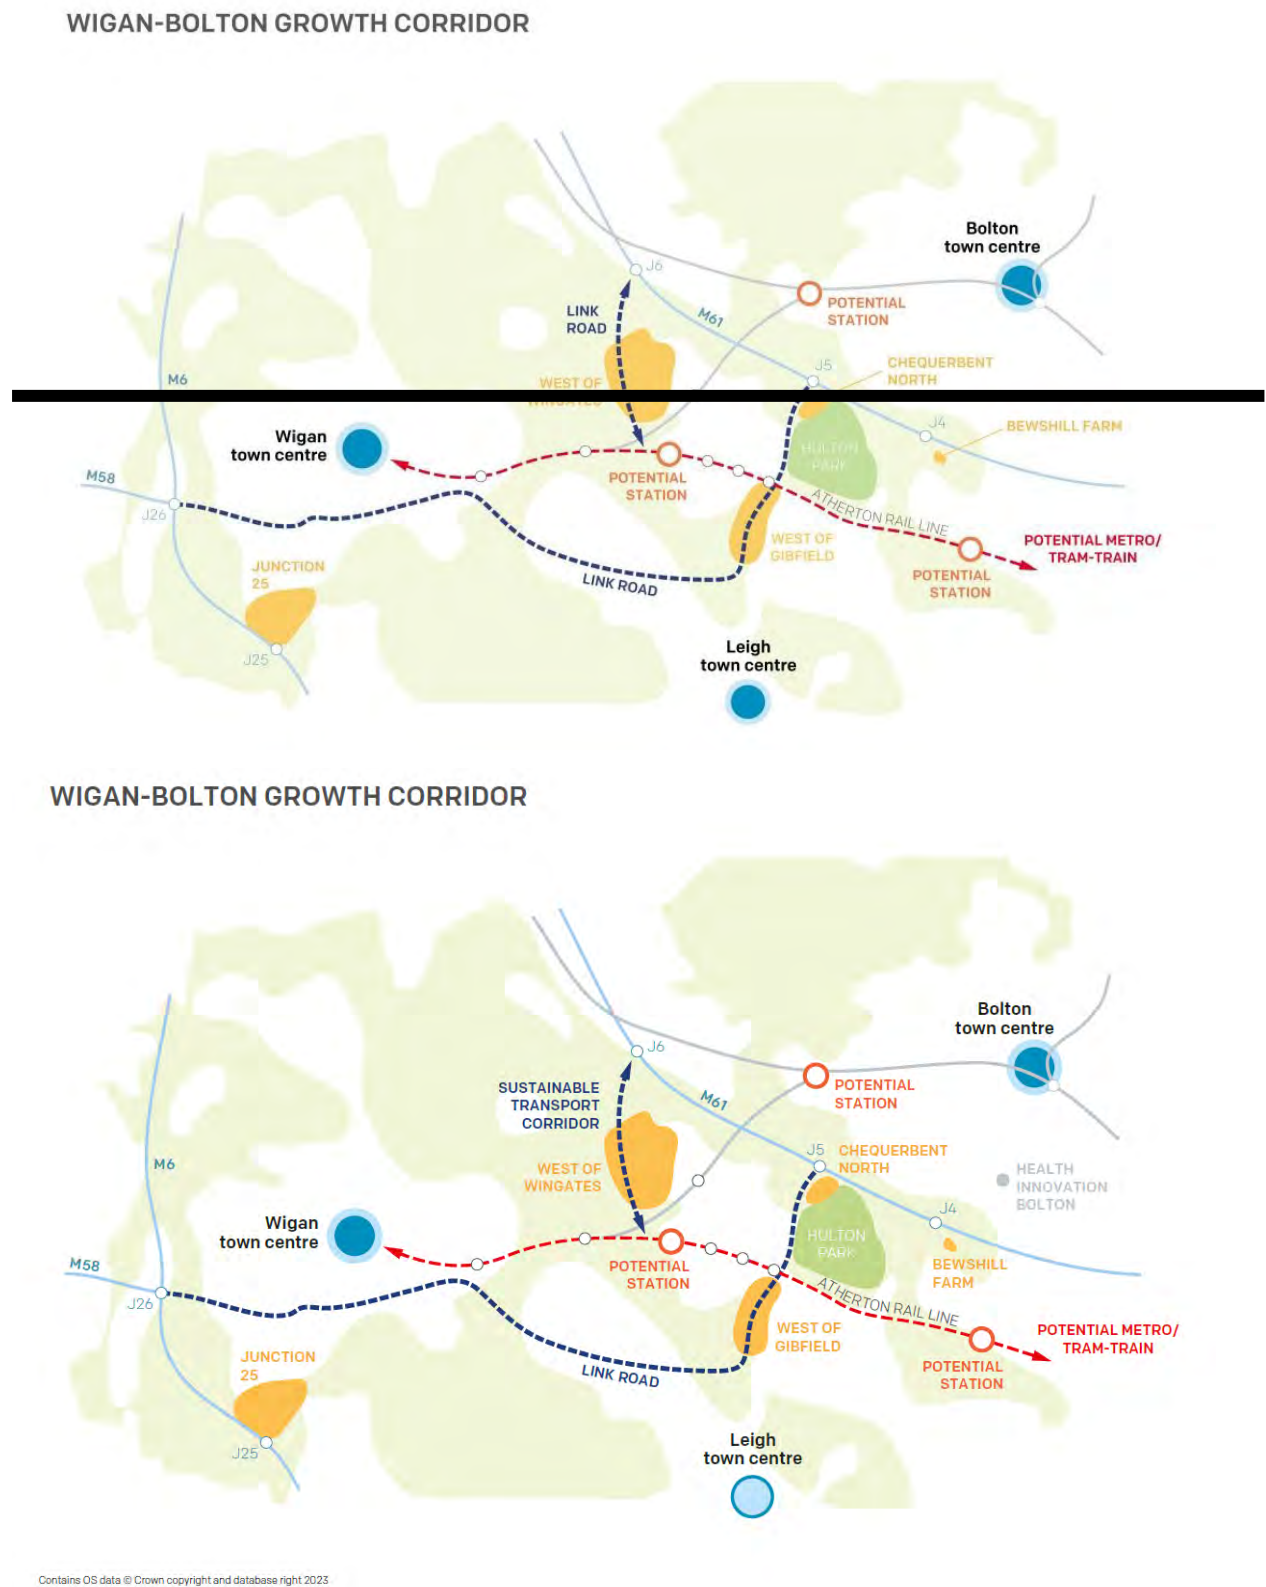 WIGAN-BOLTON GROWTH CORRIDOR
Bolton
town centre
J6
POTENTIAL
STATION
LINK
ROAD
M61
J5
CHEQUERBENT
NORTH
M6
WEST OF
WINGATES
J4
BEWSHILL FARM
Wigan
town centre
HULTON
PARK
M58
POTENTIAL
STATION
J26
ATHERTON RAIL LINE
WEST OF
GIBFIELD
POTENTIAL METRO/
TRAM-TRAIN
JUNCTION
25
LINK ROAD
POTENTIAL
STATION
J25
Leigh
town centre
WIGAN-BOLTON GROWTH CORRIDOR
Bolton
town centre
J6
SUSTAINABLE
TRANSPORT
CORRIDOR
POTENTIAL
STATION
M61
J5
CHEQUERBENT
NORTH
M6
WEST OF
WINGATES
HEALTH
INNOVATION
BOLTON
J4
Wigan
town centre
HULTON
PARK
M58
POTENTIAL
STATION
BEWSHILL
FARM
J26
ATHERTON RAIL LINE
WEST OF
GIBFIELD
POTENTIAL METRO/
TRAM-TRAIN
JUNCTION
25
LINK ROAD
POTENTIAL
STATION
J25
Leigh
town centre
Contains OS data © Crown copyright and database right 2023